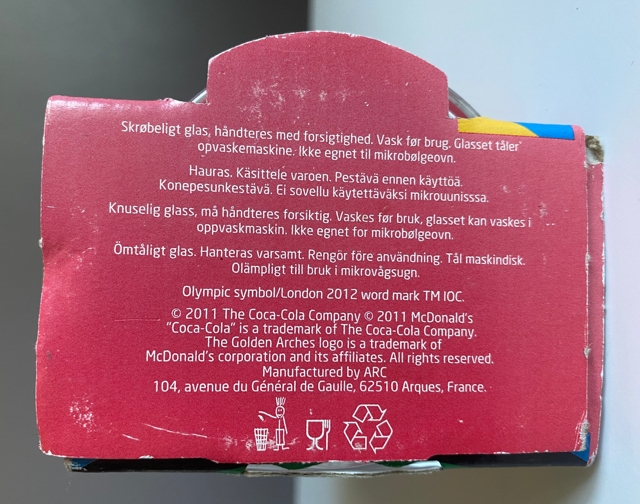 Skrøbeligt glas, håndteres med forsigtighed. Vask før brug. Glasset tåler
opvaskemaskine. Ikke egnet til mikrobølgeovn.
Hauras. Käsittele varoen. Pestävä ennen käyttöä.
Konepesunkestävä. Ei sovellu käytettäväksi mikrouunisssa.
Knuselig glass, må håndteres forsiktig. Vaskes før bruk, glasset kan vaskes i
oppvaskmaskin. Ikke egnet for mikrobølgeovn.
Ömtåligt glas. Hanteras varsamt. Rengör före användning. Tål maskindisk.
Olämpligt till bruk i mikrovågsugn.
Olympic symbol/London 2012 word mark TM IOC.
© 2011 The Coca-Cola Company © 2011 McDonald's
"Coca-Cola" is a trademark of The Coca-Cola Company.
The Golden Arches logo is a trademark of
McDonald's corporation and its affiliates. All rights reserved.
Manufactured by ARC
104, avenue du Général de Gaulle, 62510 Arques, France.